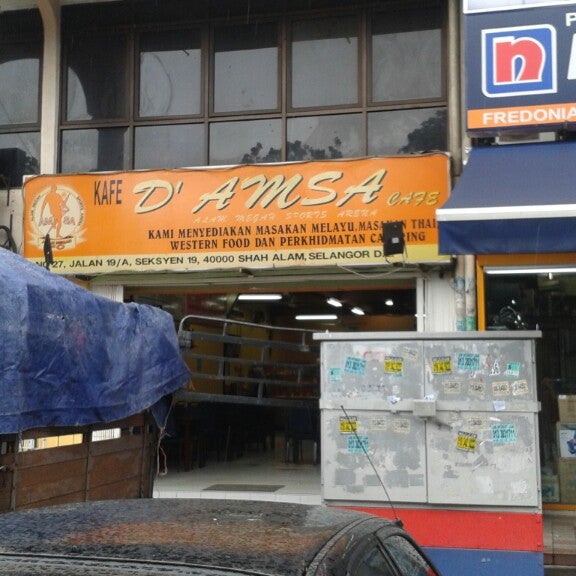 KAFE D' AMSA CAFE
ALAM MEGAH SPORTS ARENA
KAMI MENYEDIAKAN MASAKAN MELAYU, MASAKAN THAI
WESTERN FOOD DAN PERKHIDMATAN
27, JALAN 19/A, SEKSYEN 19, 40000 SHAH ALAM, SELANGOR
AMSA
n
FREDONIA